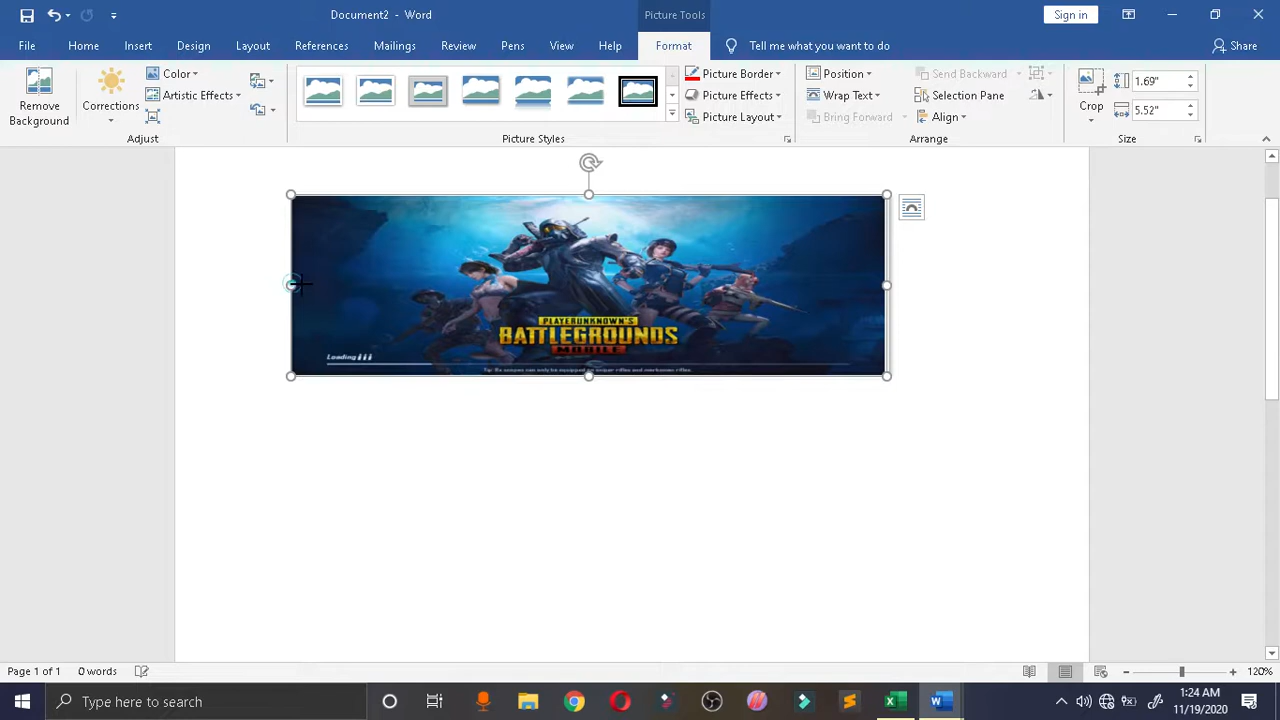 Document2 - Word
Picture Tools
Sign in
File
Home
Insert
Design
Layout
References
Mailings
Review
Pens
View
Help
Format
Tell me what you want to do
Share
Remove
Background
Corrections
Color
Artistic Effects
Adjust
Picture Styles
Picture Border
Picture Effects
Picture Layout
Position
Wrap Text
Bring Forward
Send Backward
Selection Pane
Align
Arrange
Crop
1.69"
5.52"
Size
PLAYERUNKNOWN'S
BATTLEGROUNDS
MOBILE
Loading
Page 1 of 1
0 words
120%
Type here to search
1:24 AM
11/19/2020